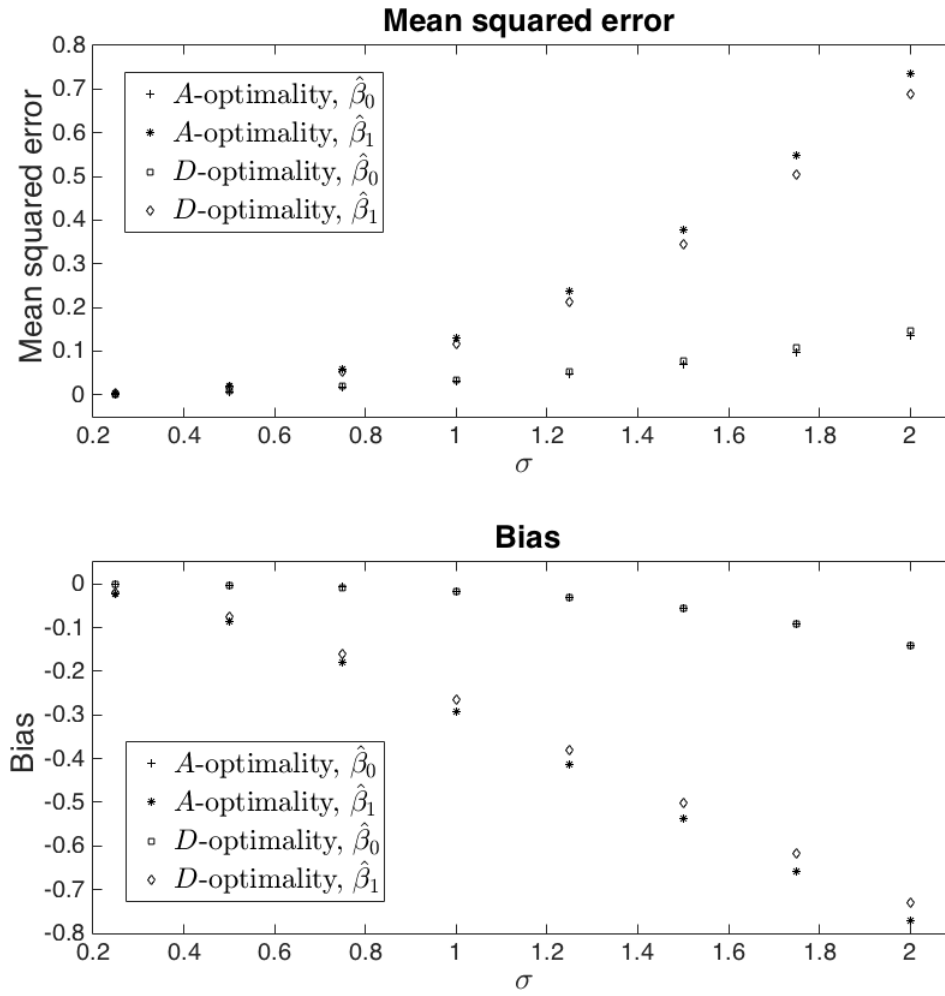 Mean squared error
0.8
0.7
0.6
0.5
0.4
0.3
0.2
0.1
0
Mean squared error
+ A-optimality, β̂₀
* A-optimality, β̂₁
□ D-optimality, β̂₀
◇ D-optimality, β̂₁
0.2 0.4 0.6 0.8 1 1.2 1.4 1.6 1.8 2
σ
Bias
0
-0.1
-0.2
-0.3
-0.4
-0.5
-0.6
-0.7
-0.8
Bias
+ A-optimality, β̂₀
* A-optimality, β̂₁
□ D-optimality, β̂₀
◇ D-optimality, β̂₁
0.2 0.4 0.6 0.8 1 1.2 1.4 1.6 1.8 2
σ